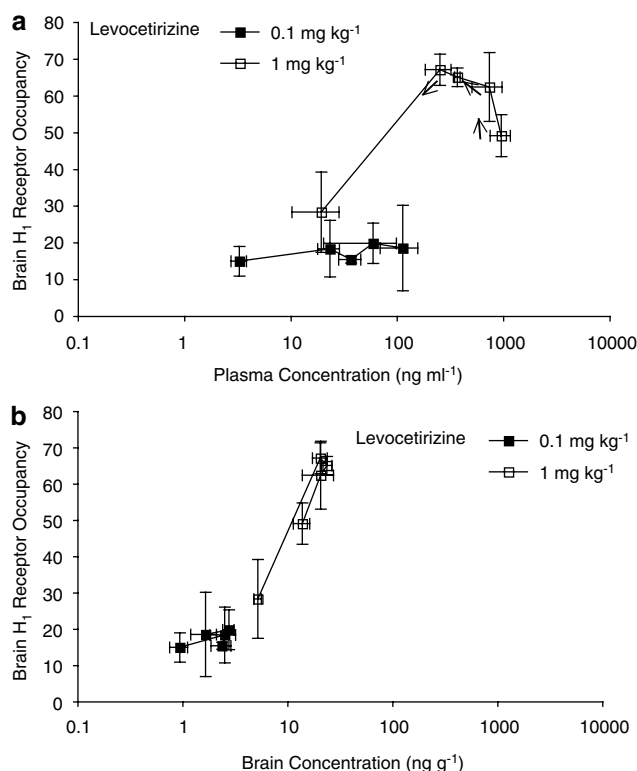 a
Levocetirizine
0.1 mg kg⁻¹
1 mg kg⁻¹
Brain H₁ Receptor Occupancy
80
70
60
50
40
30
20
10
0
0.1 1 10 100 1000 10000
Plasma Concentration (ng ml⁻¹)
b
Levocetirizine
0.1 mg kg⁻¹
1 mg kg⁻¹
Brain H₁ Receptor Occupancy
80
70
60
50
40
30
20
10
0
0.1 1 10 100 1000 10000
Brain Concentration (ng g⁻¹)